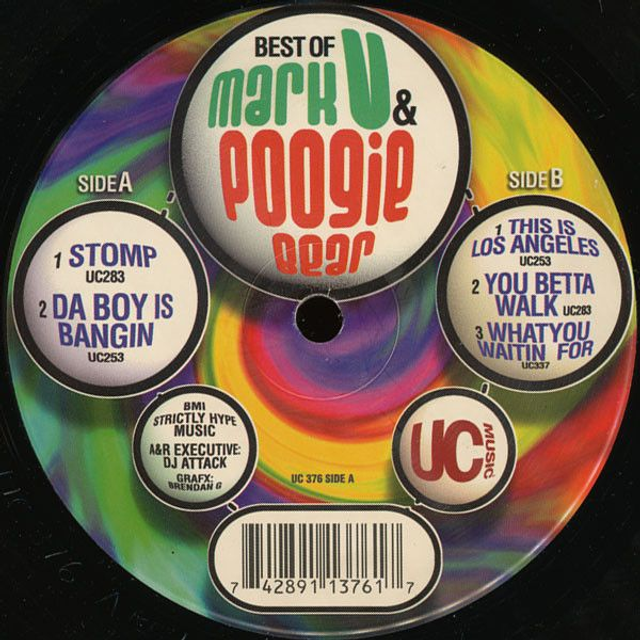 BEST OF
mark V &
POOGiE
Bear
SIDE A
1 STOMP
UC283
2 DA BOY IS
BANGIN
UC253
SIDE B
1 THIS IS
LOS ANGELES
UC253
2 YOU BETTA
WALK UC283
3 WHATYOU
WAITIN FOR
UC337
BMI
STRICTLY HYPE
MUSIC
A&R EXECUTIVE:
DJ ATTACK
GRAFX:
BRENDAN G
UC MUSIC
UC 376 SIDE A
7 42891 13761 7